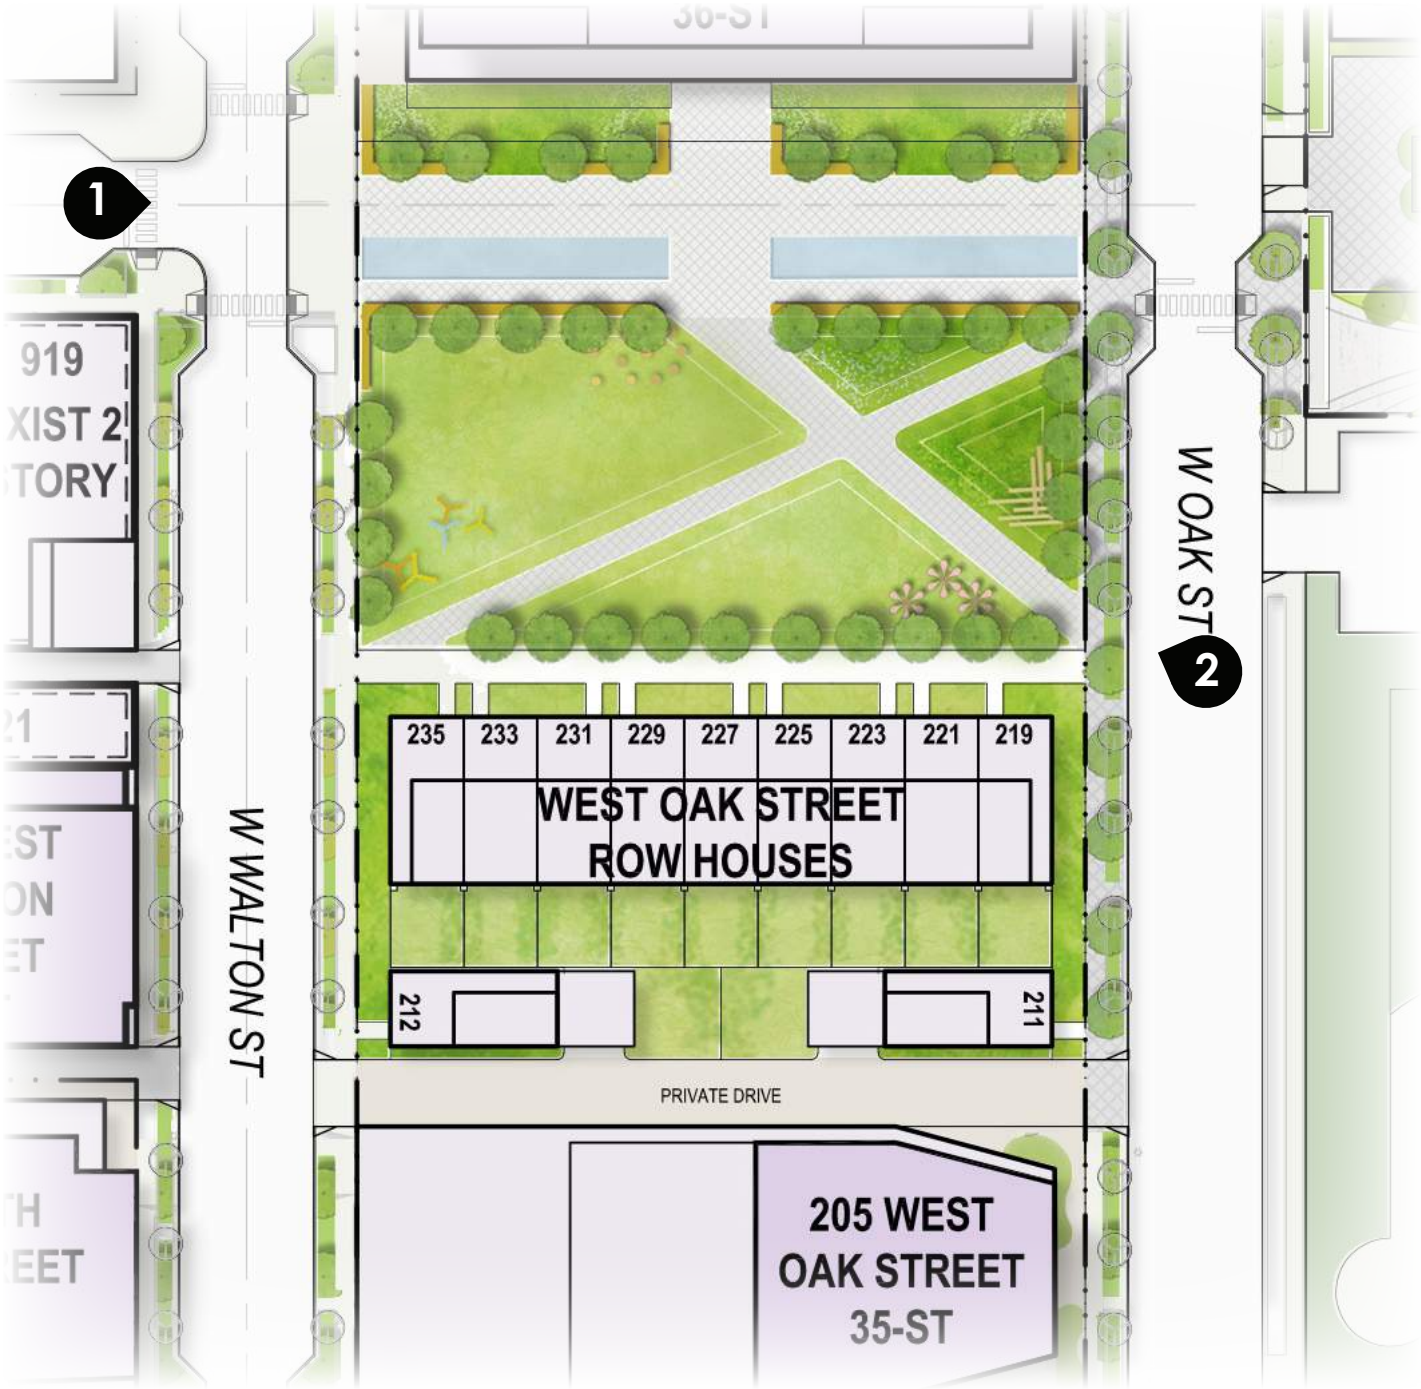 36-ST
1
919
XIST 2
TORY
W OAK ST
2
21
235 233 231 229 227 225 223 221 219
WEST OAK STREET
ROW HOUSES
W WALTON ST
EST
ON
ET
212
211
PRIVATE DRIVE
TH
REET
205 WEST
OAK STREET
35-ST